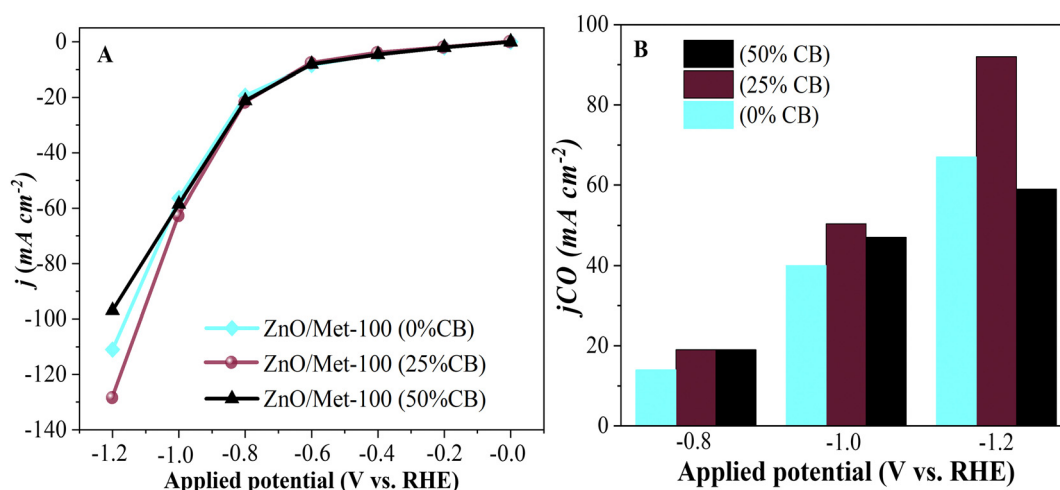 A
j (mA cm-2)
0
-20
-40
-60
-80
-100
-120
-140
ZnO/Met-100 (0%CB)
ZnO/Met-100 (25%CB)
ZnO/Met-100 (50%CB)
-1.2 -1.0 -0.8 -0.6 -0.4 -0.2 -0.0
Applied potential (V vs. RHE)
B
jCO (mA cm-2)
100
80
60
40
20
0
(50% CB)
(25% CB)
(0% CB)
-0.8 -1.0 -1.2
Applied potential (V vs. RHE)